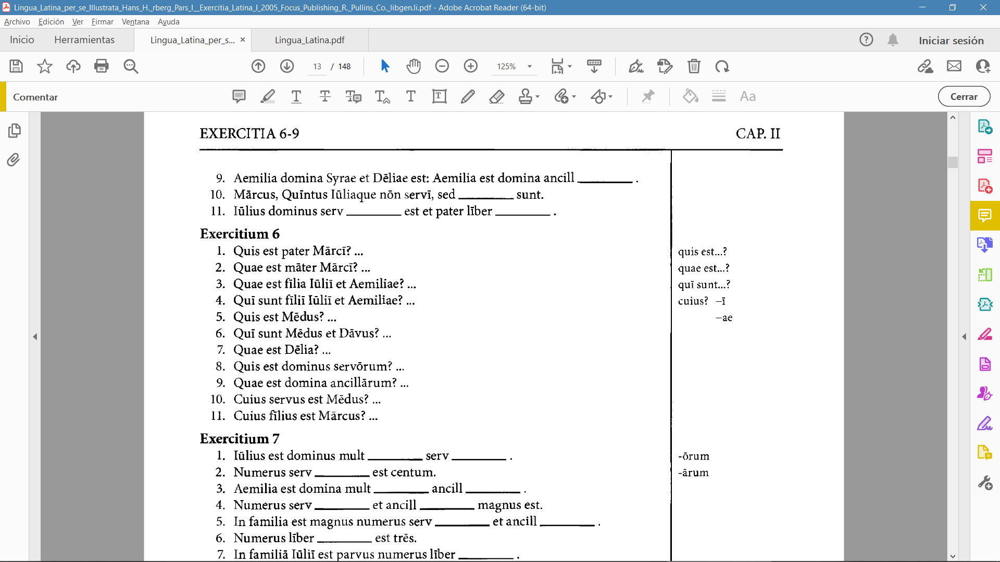 Lingua_Latina_per_se_Illustrata_Hans_H._rberg_Pars_I__Exercitia_Latina_I_2005_Focus_Publishing_R._Pullins_Co._libgen.li.pdf - Adobe Acrobat Reader (64-bit)
Archivo Edición Ver Firmar Ventana Ayuda
Inicio Herramientas Lingua_Latina_per_s... × Lingua_Latina.pdf Iniciar sesión
13 / 148 125%
Comentar Aa Cerrar
EXERCITIA 6-9 CAP. II
9. Aemilia domina Syrae et Dēliae est: Aemilia est domina ancill ________ .
10. Mārcus, Quīntus Iūliaque nōn servī, sed ________ sunt.
11. Iūlius dominus serv ________ est et pater līber ________ .
Exercitium 6
1. Quis est pater Mārcī? ... quis est...?
2. Quae est māter Mārcī? ... quae est...?
3. Quae est fīlia Iūliī et Aemiliae? ... quī sunt...?
4. Quī sunt fīliī Iūliī et Aemiliae? ... cuius? –ī
5. Quis est Mēdus? ... –ae
6. Quī sunt Mēdus et Dāvus? ...
7. Quae est Dēlia? ...
8. Quis est dominus servōrum? ...
9. Quae est domina ancillārum? ...
10. Cuius servus est Mēdus? ...
11. Cuius fīlius est Mārcus? ...
Exercitium 7
1. Iūlius est dominus mult ________ serv ________ . -ōrum
2. Numerus serv ________ est centum. -ārum
3. Aemilia est domina mult ________ ancill ________ .
4. Numerus serv ________ et ancill ________ magnus est.
5. In familia est magnus numerus serv ________ et ancill ________ .
6. Numerus līber ________ est trēs.
7. In familiā Iūliī est parvus numerus līber ________ .